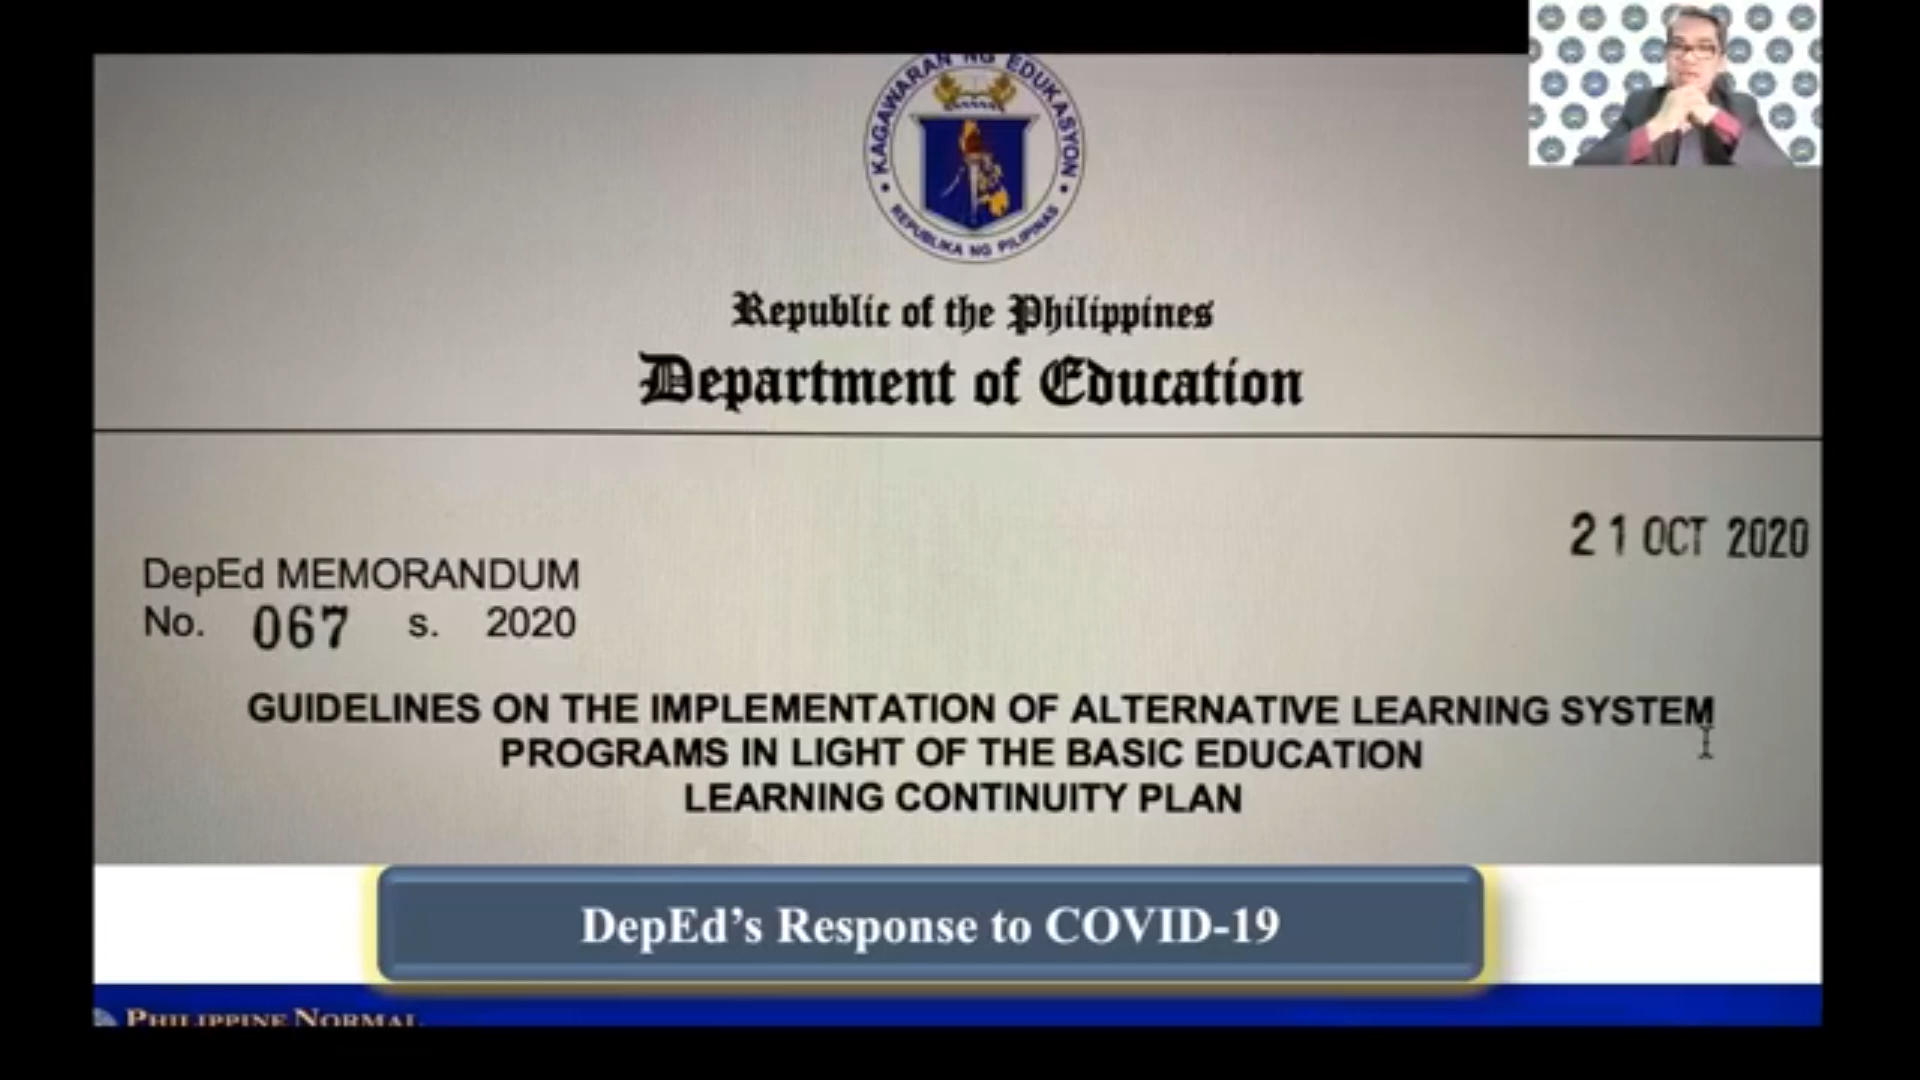 KAGAWARAN NG EDUKASYON
REPUBLIKA NG PILIPINAS
Republic of the Philippines
Department of Education
21 OCT 2020
DepEd MEMORANDUM
No. 067 s. 2020
GUIDELINES ON THE IMPLEMENTATION OF ALTERNATIVE LEARNING SYSTEM
PROGRAMS IN LIGHT OF THE BASIC EDUCATION
LEARNING CONTINUITY PLAN
DepEd's Response to COVID-19
PHILIPPINE NORMAL